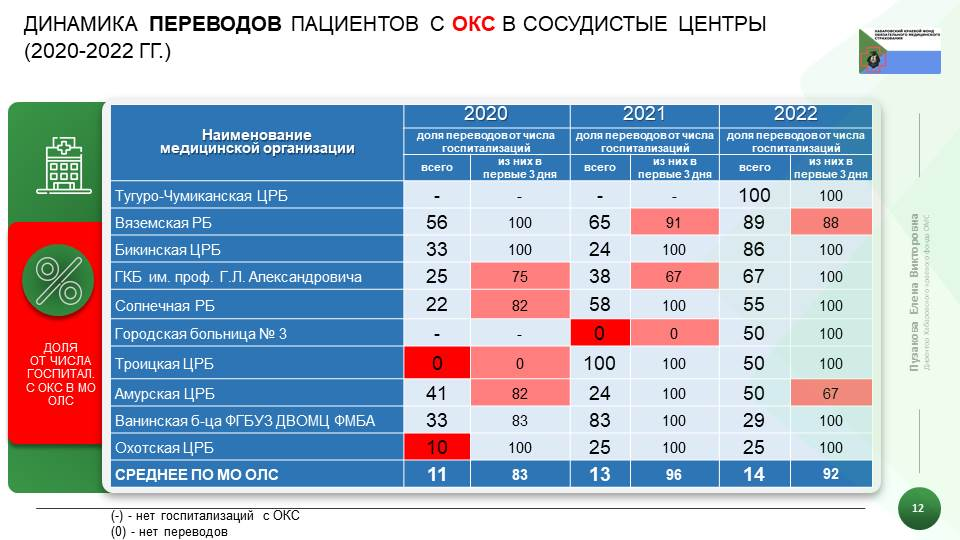 ДИНАМИКА ПЕРЕВОДОВ ПАЦИЕНТОВ С ОКС В СОСУДИСТЫЕ ЦЕНТРЫ
(2020-2022 ГГ.)
ХАБАРОВСКИЙ КРАЕВОЙ ФОНД
ОБЯЗАТЕЛЬНОГО МЕДИЦИНСКОГО
СТРАХОВАНИЯ
ДОЛЯ
ОТ ЧИСЛА
ГОСПИТАЛ.
С ОКС В МО
ОЛС
Наименование
медицинской организации
2020 2021 2022
доля переводов от числа
госпитализаций
доля переводов от числа
госпитализаций
доля переводов от числа
госпитализаций
всего
из них в
первые 3 дня
всего
из них в
первые 3 дня
всего
из них в
первые 3 дня
Тугуро-Чумиканская ЦРБ - - - - 100 100
Вяземская РБ 56 100 65 91 89 88
Бикинская ЦРБ 33 100 24 100 86 100
ГКБ им. проф. Г.Л. Александровича 25 75 38 67 67 100
Солнечная РБ 22 82 58 100 55 100
Городская больница № 3 - - 0 0 50 100
Троицкая ЦРБ 0 0 100 100 50 100
Амурская ЦРБ 41 82 24 100 50 67
Ванинская б-ца ФГБУЗ ДВОМЦ ФМБА 33 83 83 100 29 100
Охотская ЦРБ 10 100 25 100 25 100
СРЕДНЕЕ ПО МО ОЛС 11 83 13 96 14 92
(-) - нет госпитализаций с ОКС
(0) - нет переводов
Пузакова Елена Викторовна
Директор Хабаровского краевого фонда ОМС
12